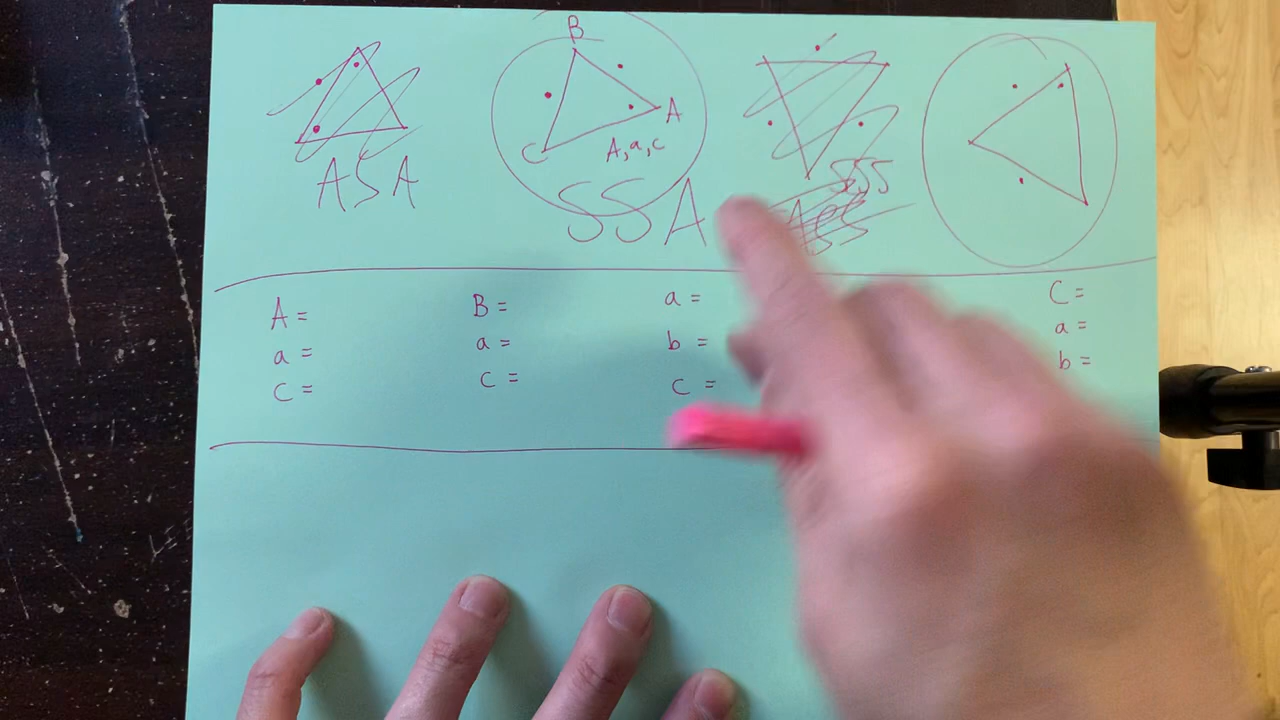 B
A
C
A, a, c
ASA
SSA
SSS
A =
a =
C =
B =
a =
c =
a =
b =
c =
C =
a =
b =